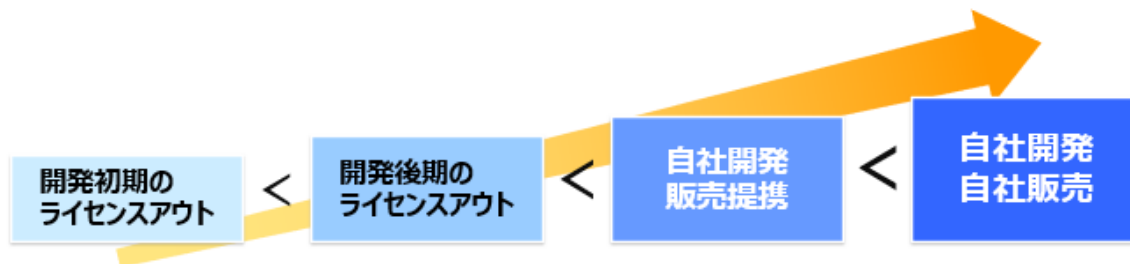 開発初期の
ライセンスアウト
<
開発後期の
ライセンスアウト
<
自社開発
販売提携
<
自社開発
自社販売